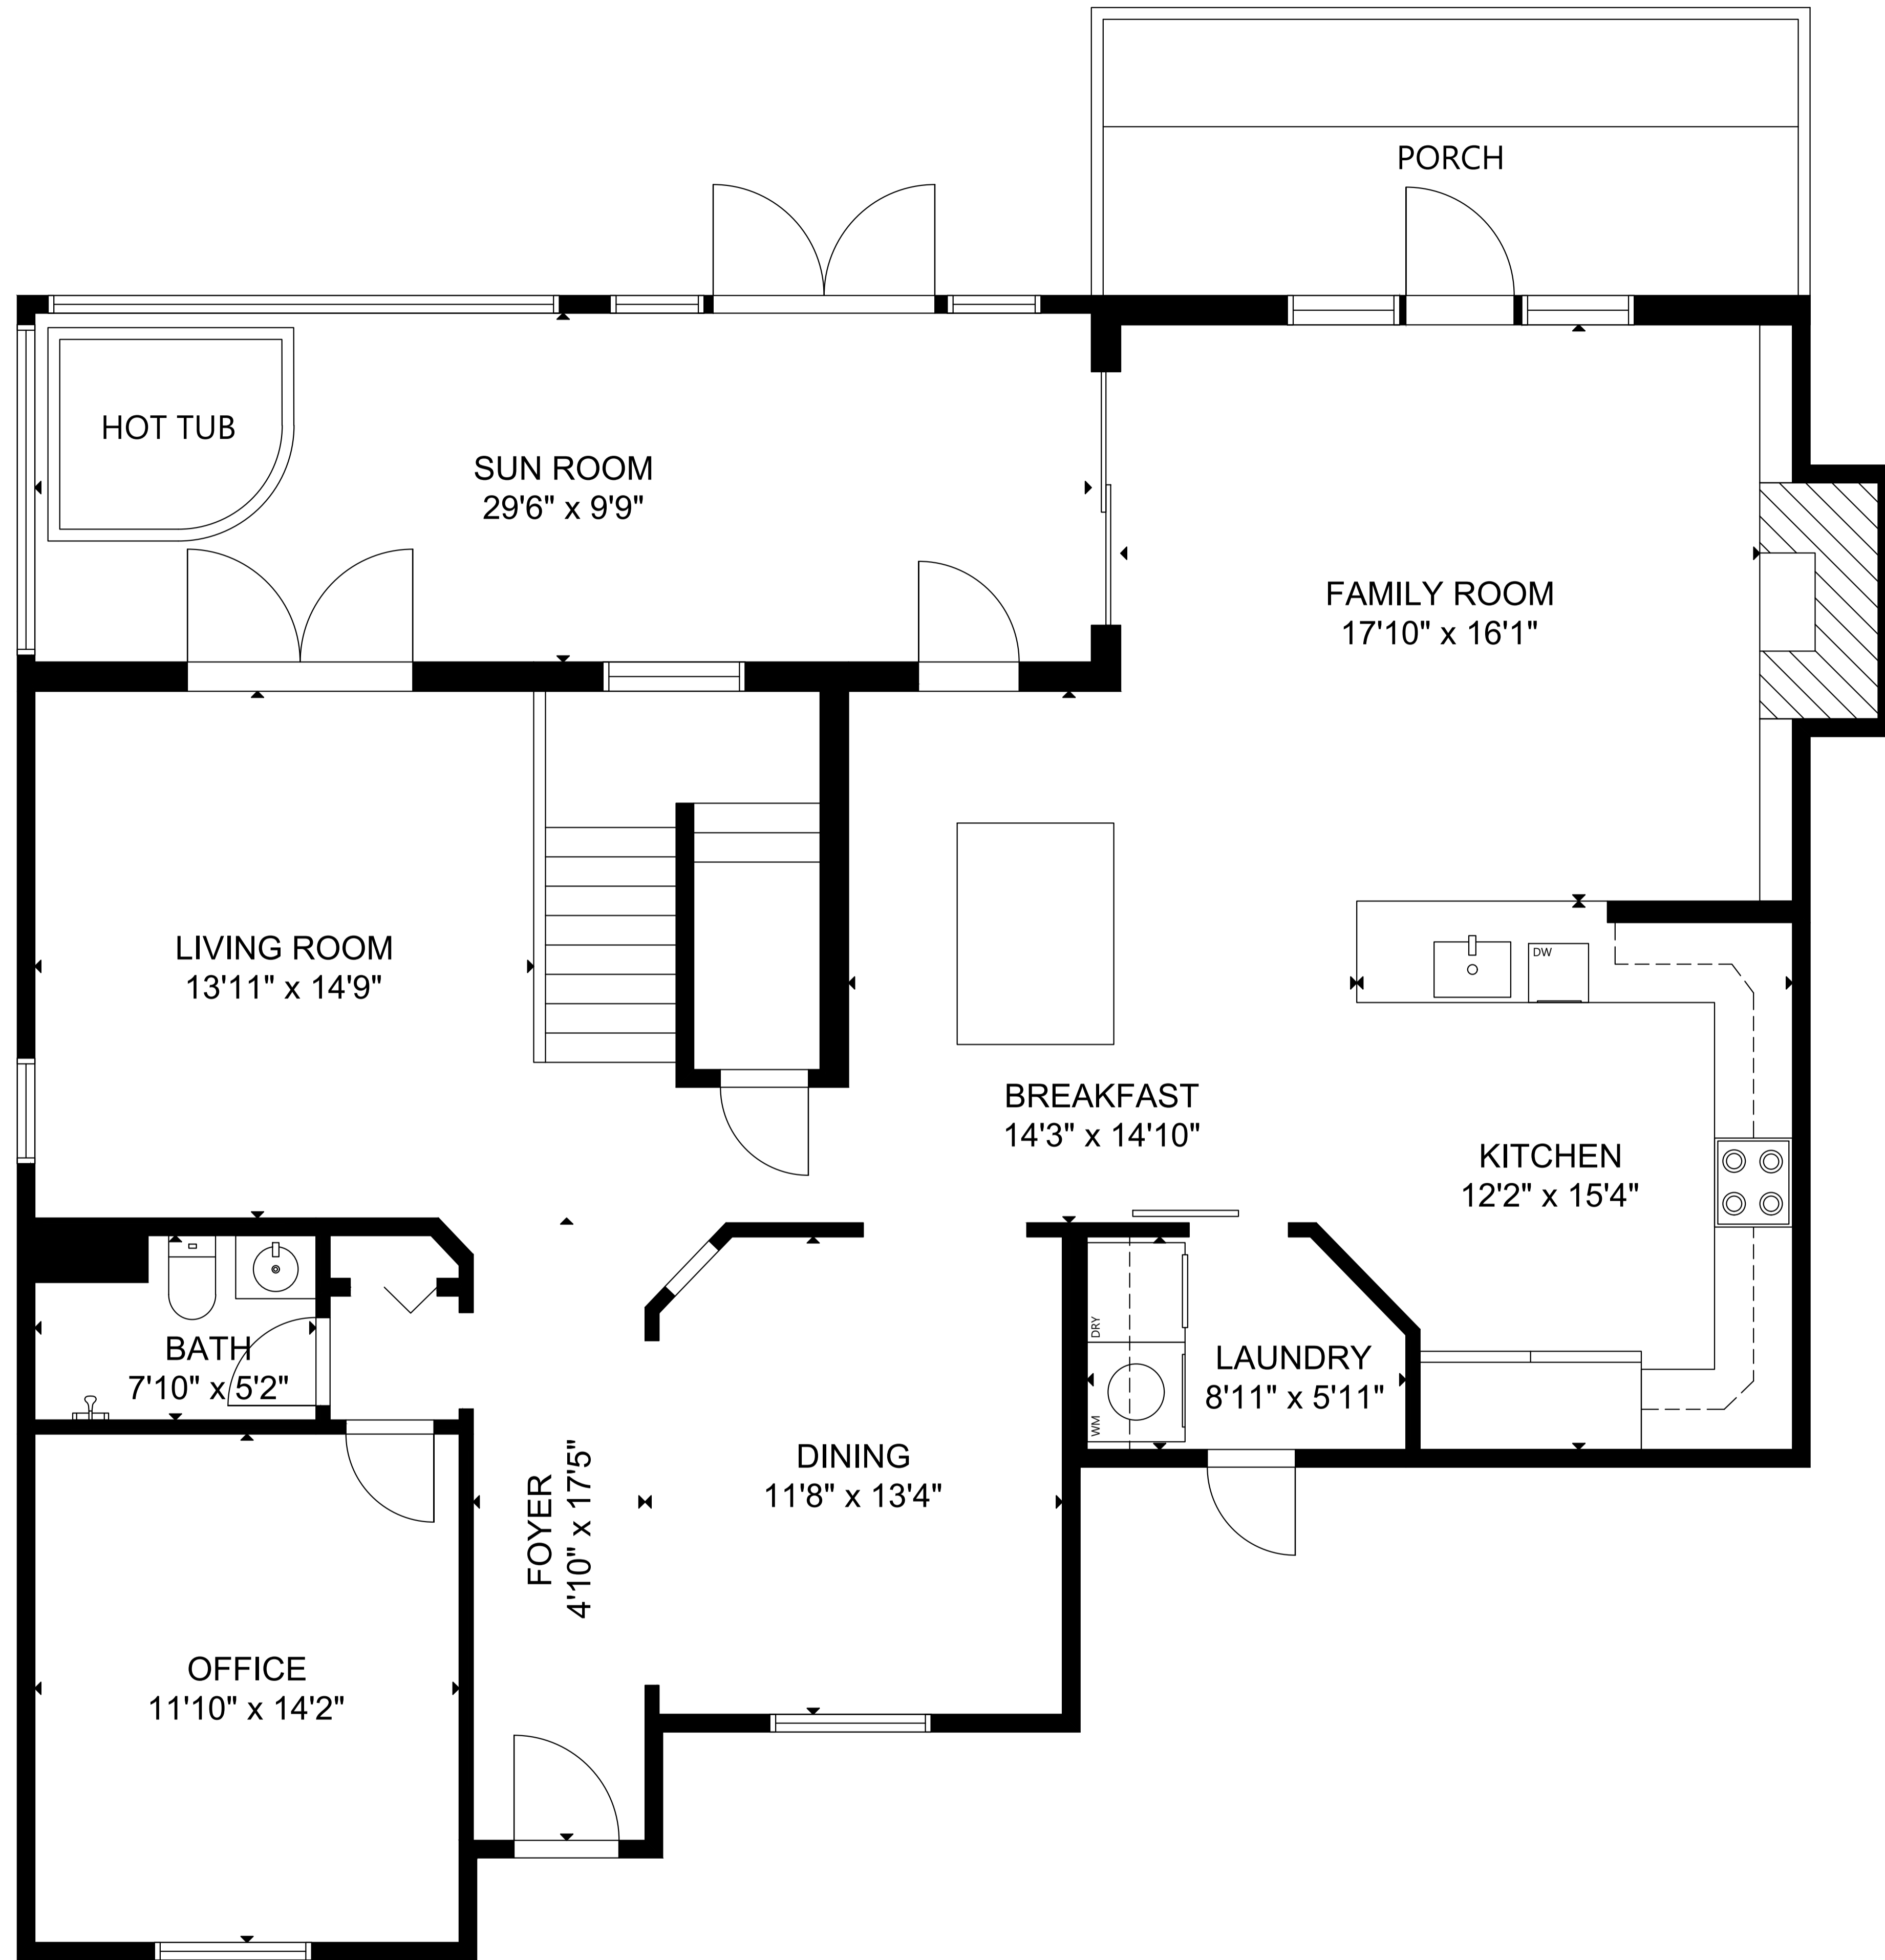 PORCH
HOT TUB
SUN ROOM
29'6" x 9'9"
FAMILY ROOM
17'10" x 16'1"
LIVING ROOM
13'11" x 14'9"
DW
BREAKFAST
14'3" x 14'10"
KITCHEN
12'2" x 15'4"
BATH
7'10" x 5'2"
DRY
WM
LAUNDRY
8'11" x 5'11"
FOYER
4'10" x 17'5"
DINING
11'8" x 13'4"
OFFICE
11'10" x 14'2"